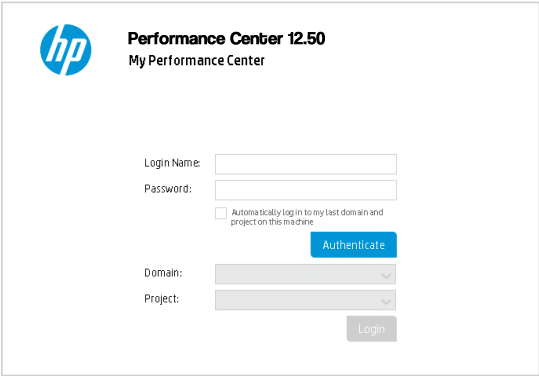 hp
Performance Center 12.50
My Performance Center
Login Name:
Password:
Automatically log in to my last domain and
project on this machine
Authenticate
Domain:
Project:
Login